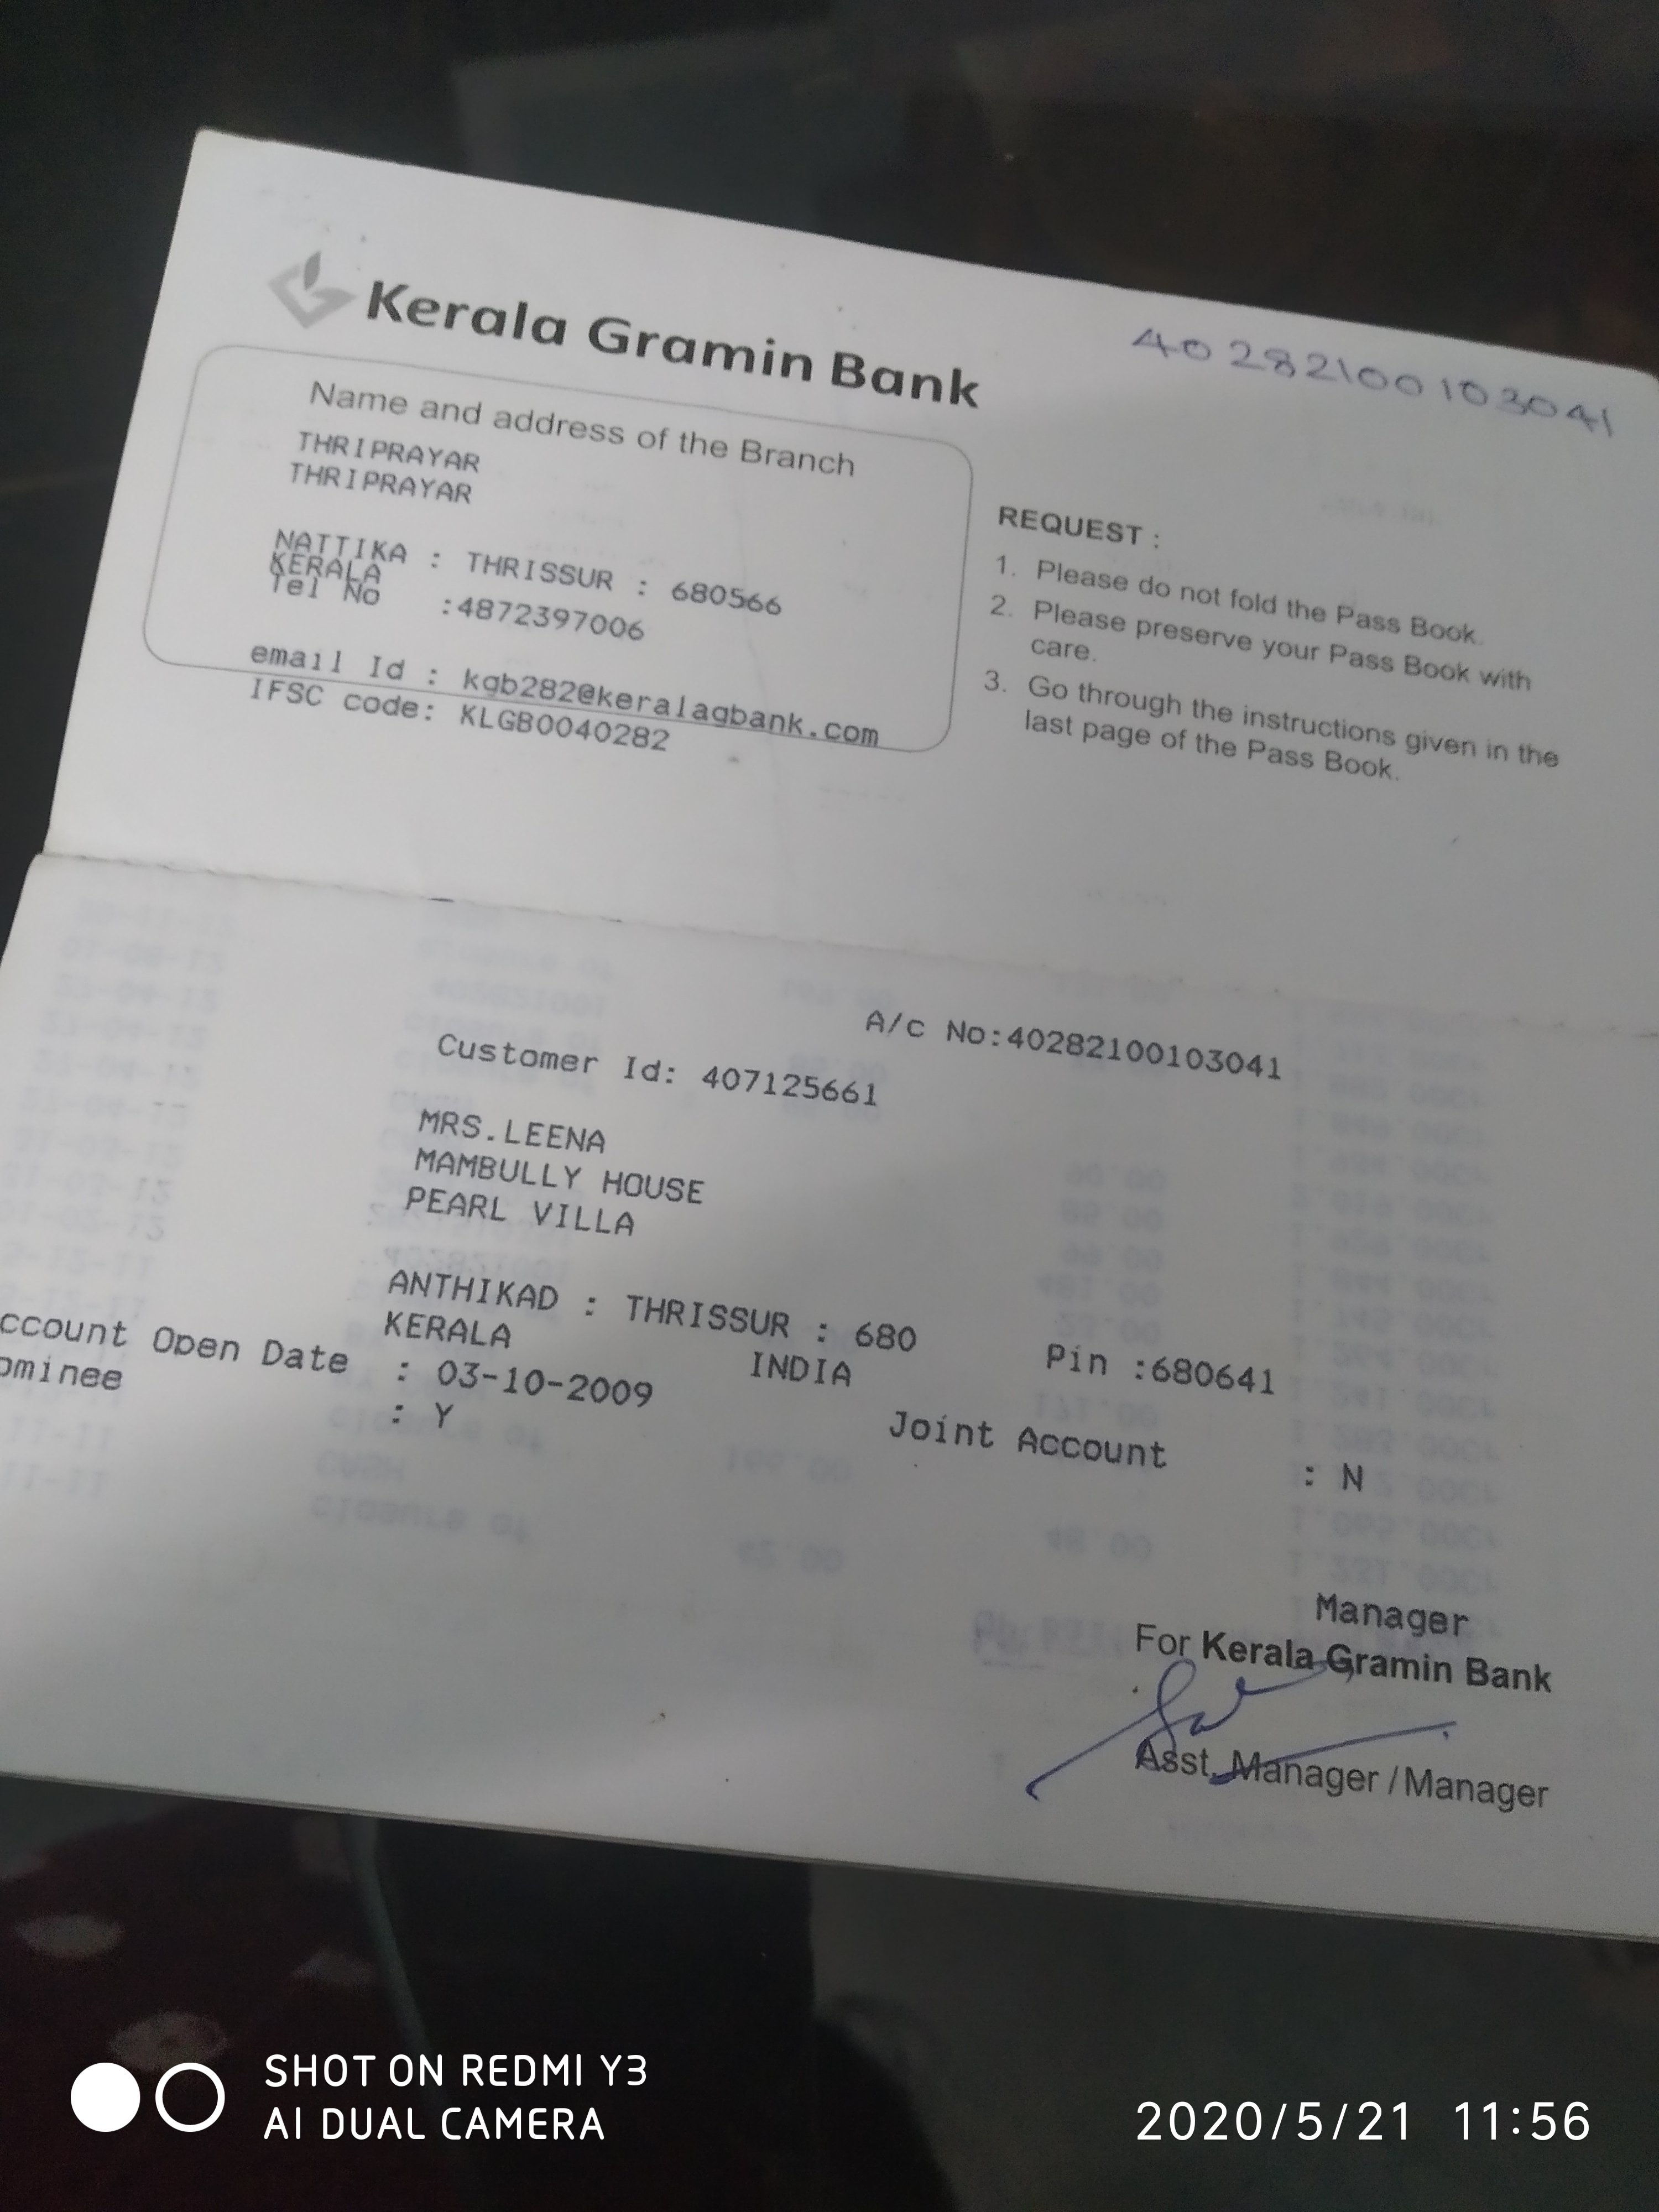 Kerala Gramin Bank
40282100103041
Name and address of the Branch
THRIPRAYAR
THRIPRAYAR
NATTIKA : THRISSUR : 680566
KERALA
Tel No :4872397006
email Id : kgb282@keralagbank.com
IFSC code: KLGB0040282
REQUEST :
1. Please do not fold the Pass Book.
2. Please preserve your Pass Book with
care.
3. Go through the instructions given in the
last page of the Pass Book.
A/c No:40282100103041
Customer Id: 407125661
MRS.LEENA
MAMBULLY HOUSE
PEARL VILLA
ANTHIKAD : THRISSUR : 680
KERALA INDIA Pin :680641
ccount Open Date : 03-10-2009
ominee : Y Joint Account : N
Manager
For Kerala Gramin Bank
Asst. Manager / Manager
SHOT ON REDMI Y3
AI DUAL CAMERA
2020/5/21 11:56